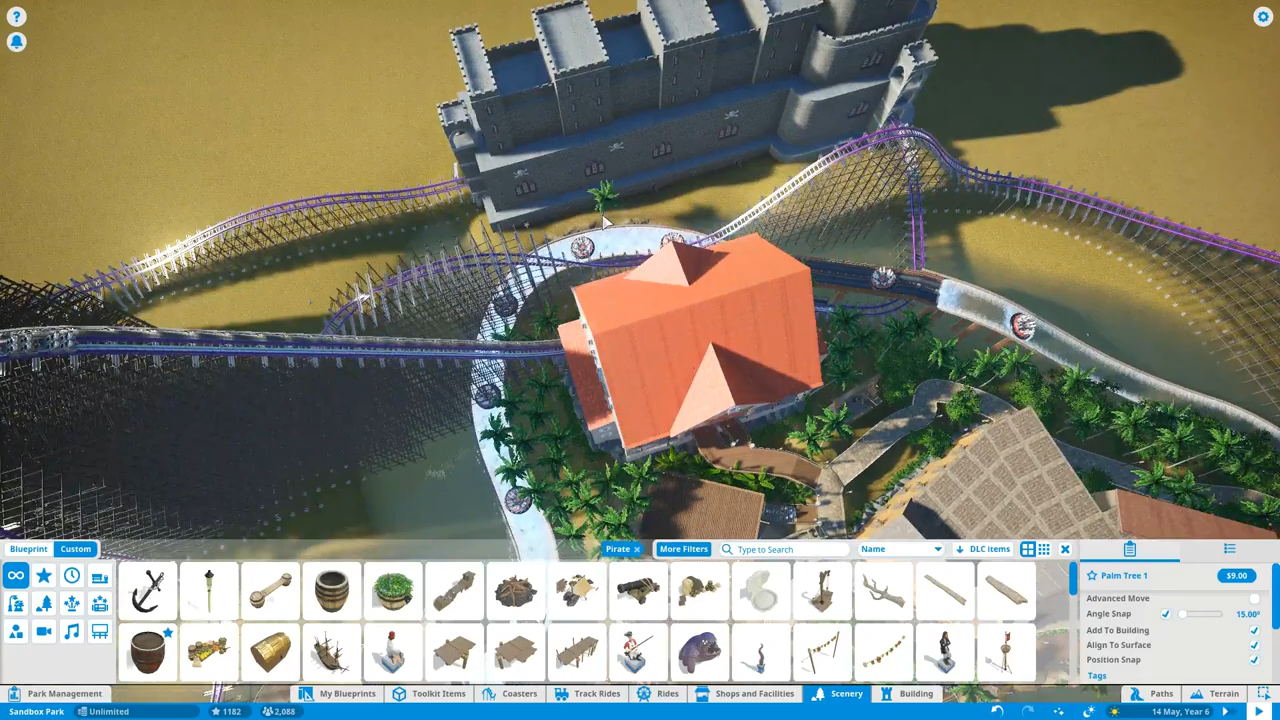 ?
Blueprint Custom Pirate × More Filters Type to Search Name DLC items
Palm Tree 1 $9.00
Advanced Move
Angle Snap 15.00°
Add To Building
Align To Surface
Position Snap
Tags
Park Management My Blueprints Toolkit Items Coasters Track Rides Rides Shops and Facilities Scenery Building Paths Terrain
Sandbox Park Unlimited 1182 2,088 14 May, Year 6